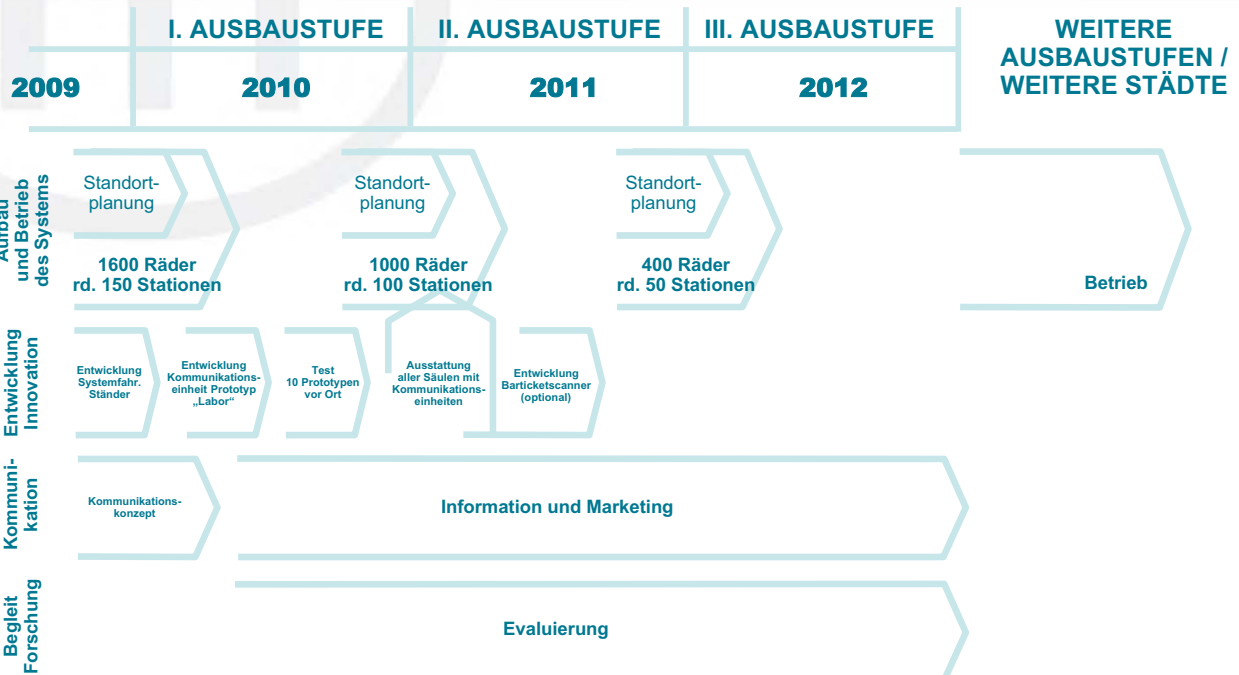 I. AUSBAUSTUFE
II. AUSBAUSTUFE
III. AUSBAUSTUFE
WEITERE
AUSBAUSTUFEN /
WEITERE STÄDTE
2009
2010
2011
2012
Aufbau
und Betrieb
des Systems
Standort-
planung
1600 Räder
rd. 150 Stationen
Standort-
planung
1000 Räder
rd. 100 Stationen
Standort-
planung
400 Räder
rd. 50 Stationen
Betrieb
Entwicklung
Innovation
Entwicklung
Systemfahr.
Ständer
Entwicklung
Kommunikations-
einheit Prototyp
„Labor“
Test
10 Prototypen
vor Ort
Ausstattung
aller Säulen mit
Kommunikations-
einheiten
Entwicklung
Barticketscanner
(optional)
Kommuni-
kation
Kommunikations-
konzept
Information und Marketing
Begleit
Forschung
Evaluierung